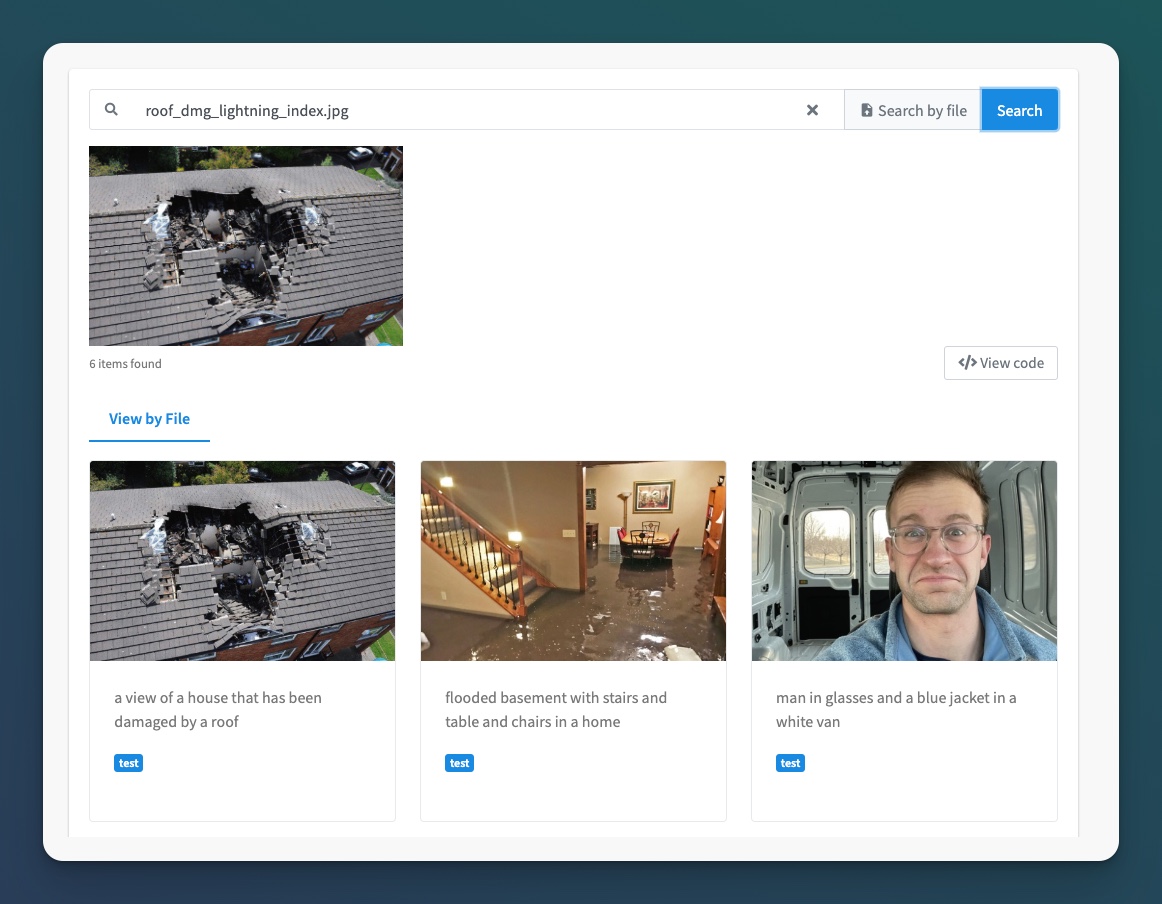 roof_dmg_lightning_index.jpg
Search by file
Search
6 items found
</> View code
View by File
a view of a house that has been
damaged by a roof
test
flooded basement with stairs and
table and chairs in a home
test
man in glasses and a blue jacket in a
white van
test